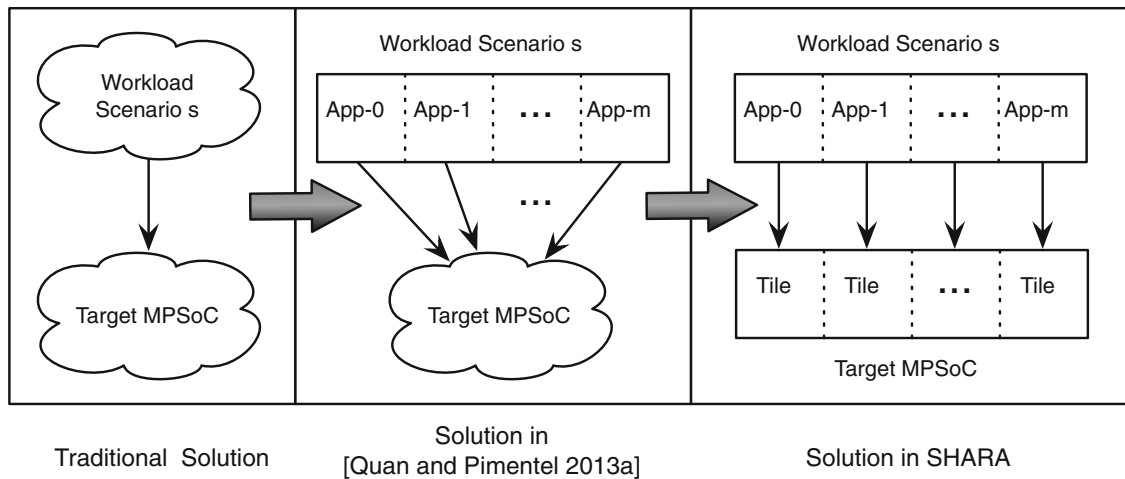 Workload
Scenario s
Target MPSoC
Workload Scenario s
App-0 App-1 ... App-m
...
Target MPSoC
Workload Scenario s
App-0 App-1 ... App-m
Tile Tile ... Tile
Target MPSoC
Traditional Solution
Solution in
[Quan and Pimentel 2013a]
Solution in SHARA